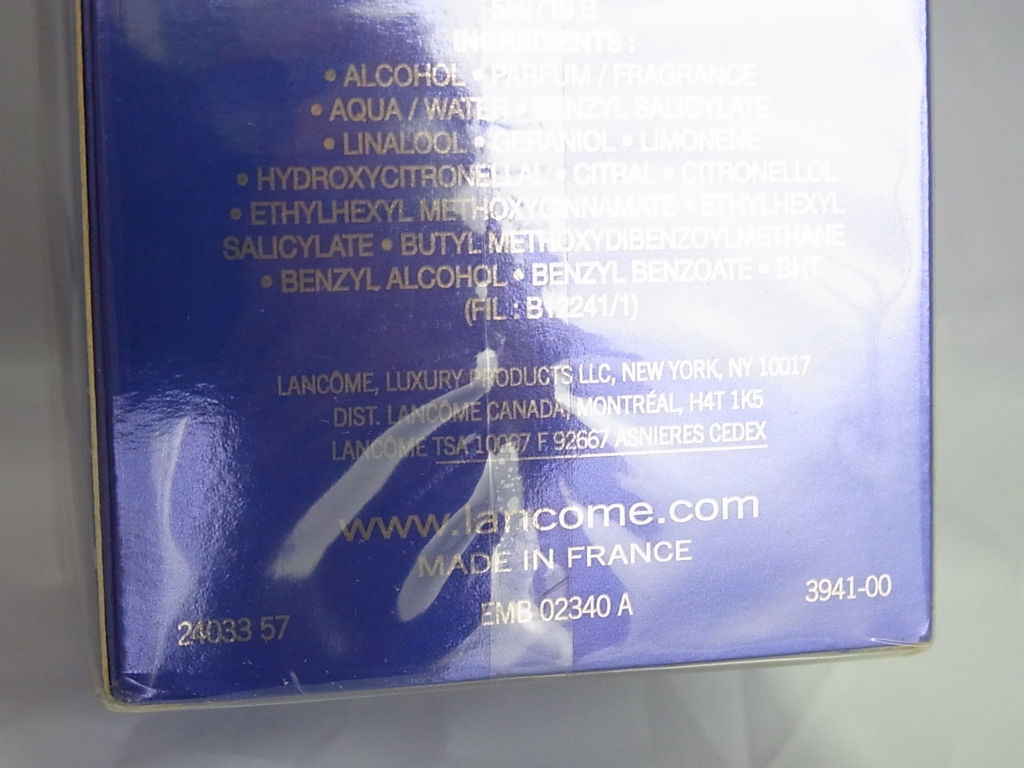 669719 B
INGREDIENTS :
• ALCOHOL • PARFUM / FRAGRANCE
• AQUA / WATER • BENZYL SALICYLATE
• LINALOOL • GERANIOL • LIMONENE
• HYDROXYCITRONELLAL • CITRAL • CITRONELLOL
• ETHYLHEXYL METHOXYCINNAMATE • ETHYLHEXYL
SALICYLATE • BUTYL METHOXYDIBENZOYLMETHANE
• BENZYL ALCOHOL • BENZYL BENZOATE • BHT
(FIL : B12241/1)
LANCÔME, LUXURY PRODUCTS LLC, NEW YORK, NY 10017
DIST. LANCÔME CANADA, MONTRÉAL, H4T 1K5
LANCÔME TSA 10007 F 92667 ASNIERES CEDEX
www.lancome.com
MADE IN FRANCE
24033 57
EMB 02340 A
3941-00